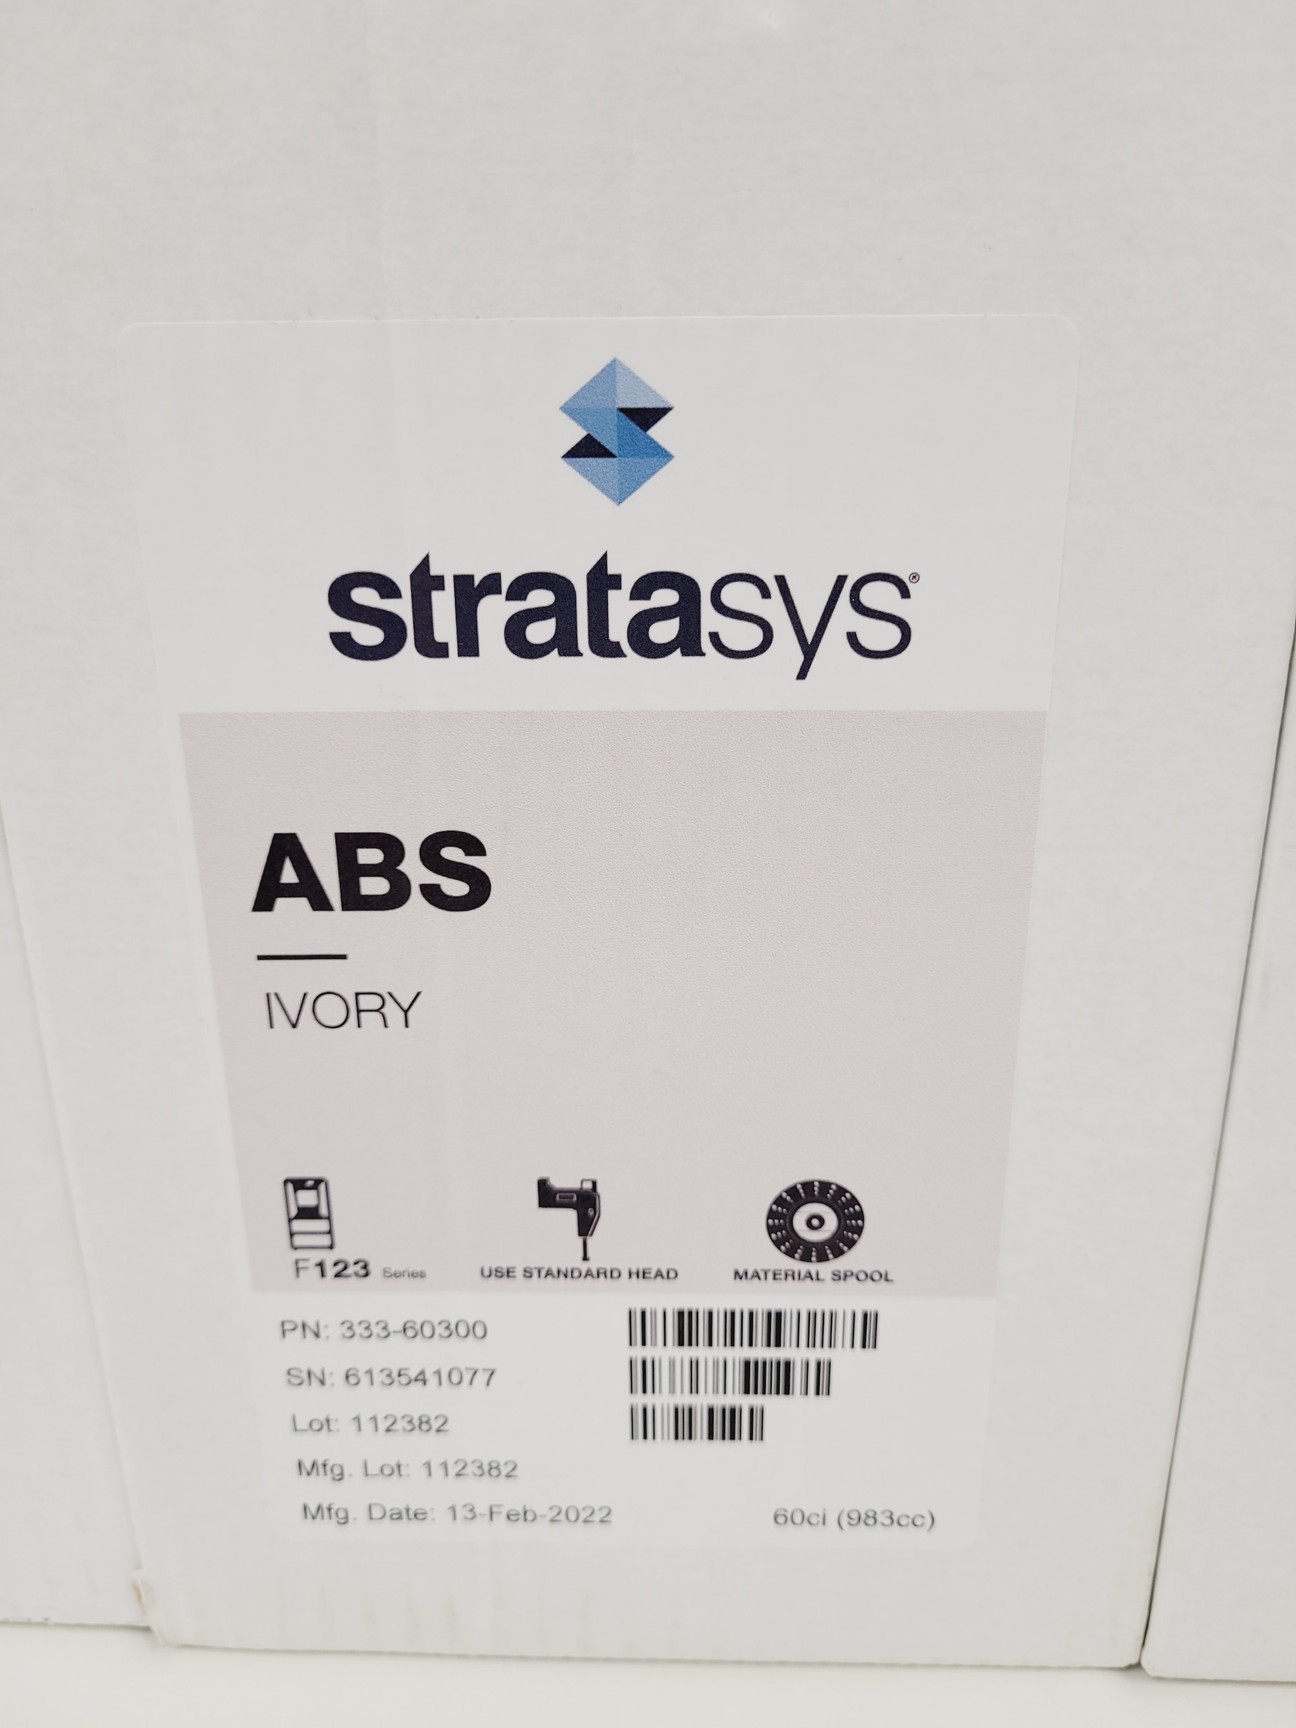 stratasys®
ABS
IVORY
F123 Series
USE STANDARD HEAD
MATERIAL SPOOL
PN: 333-60300
SN: 613541077
Lot: 112382
Mfg. Lot: 112382
Mfg. Date: 13-Feb-2022
60ci (983cc)